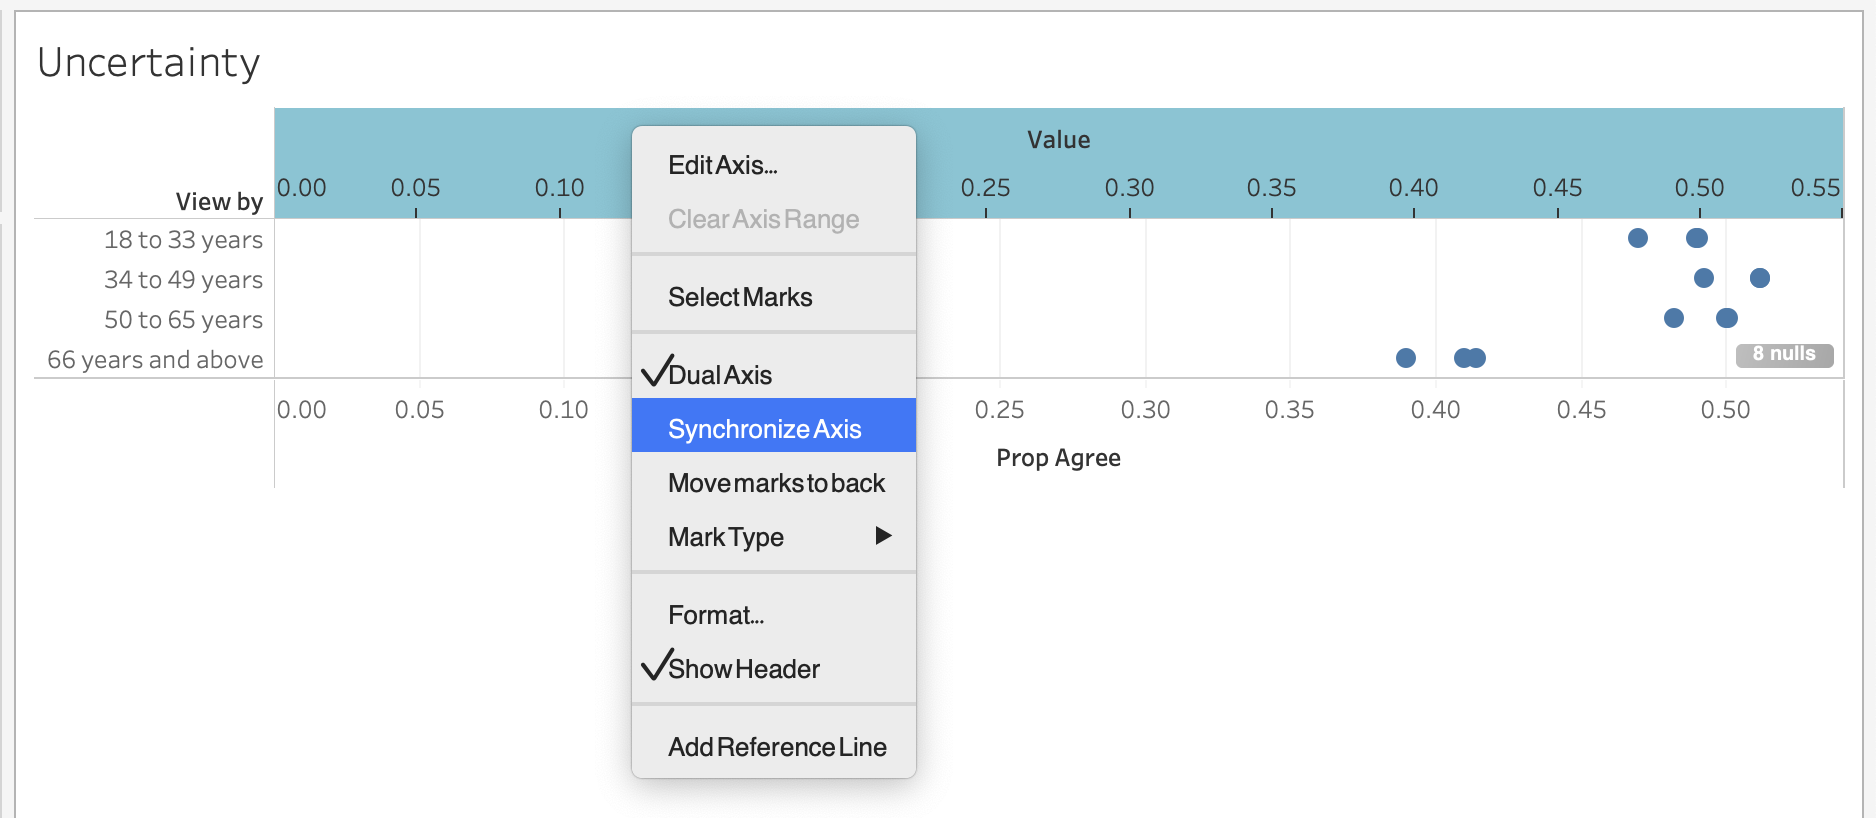 Uncertainty
Value
0.00 0.05 0.10 0.25 0.30 0.35 0.40 0.45 0.50 0.55
View by
18 to 33 years
34 to 49 years
50 to 65 years
66 years and above
8 nulls
0.00 0.05 0.10 0.25 0.30 0.35 0.40 0.45 0.50
Prop Agree
Edit Axis...
Clear Axis Range
Select Marks
Dual Axis
Synchronize Axis
Move marks to back
Mark Type
Format...
Show Header
Add Reference Line